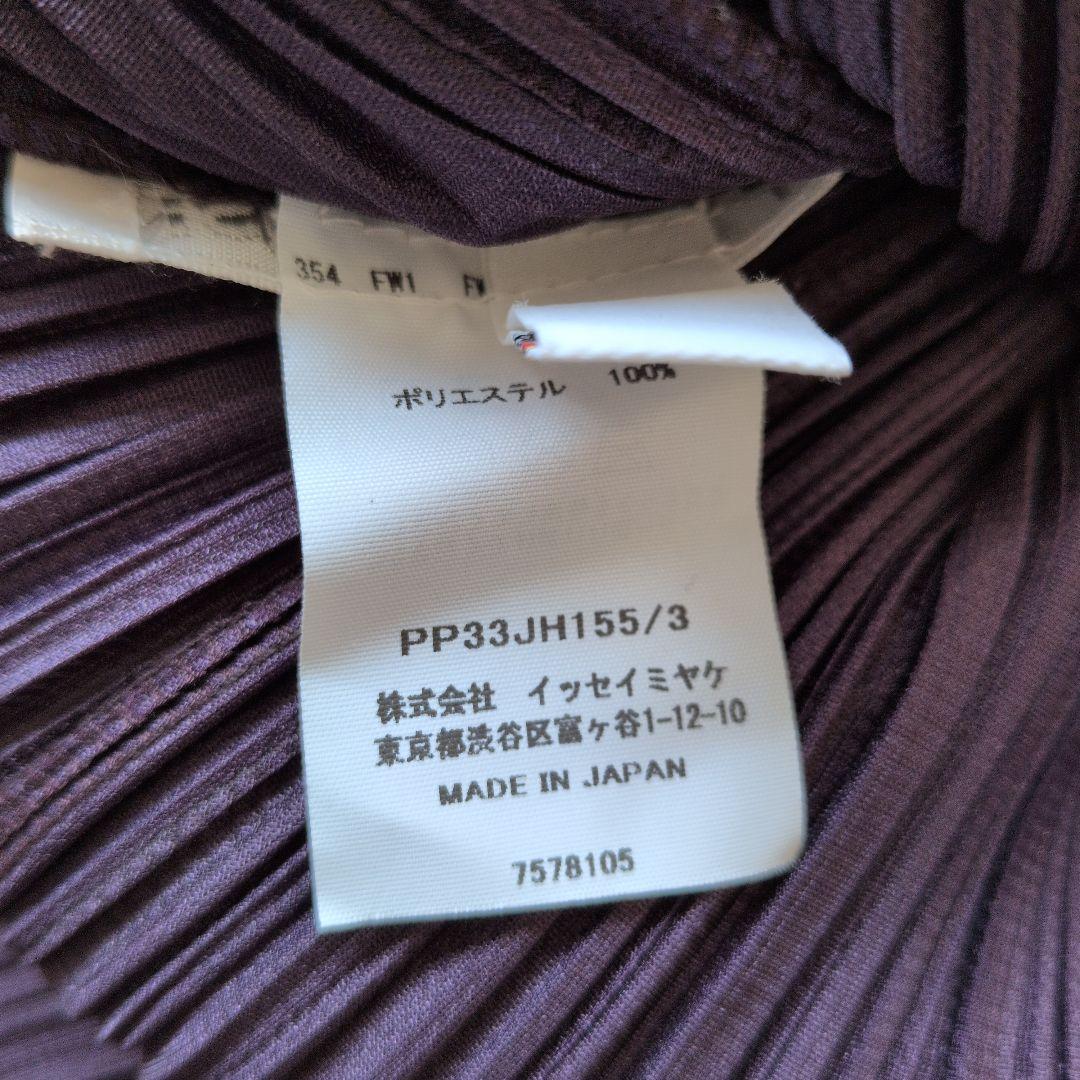 354 FW1 FW
ポリエステル 100%
PP33JH155/3
株式会社 イッセイミヤケ
東京都渋谷区富ヶ谷1-12-10
MADE IN JAPAN
7578105